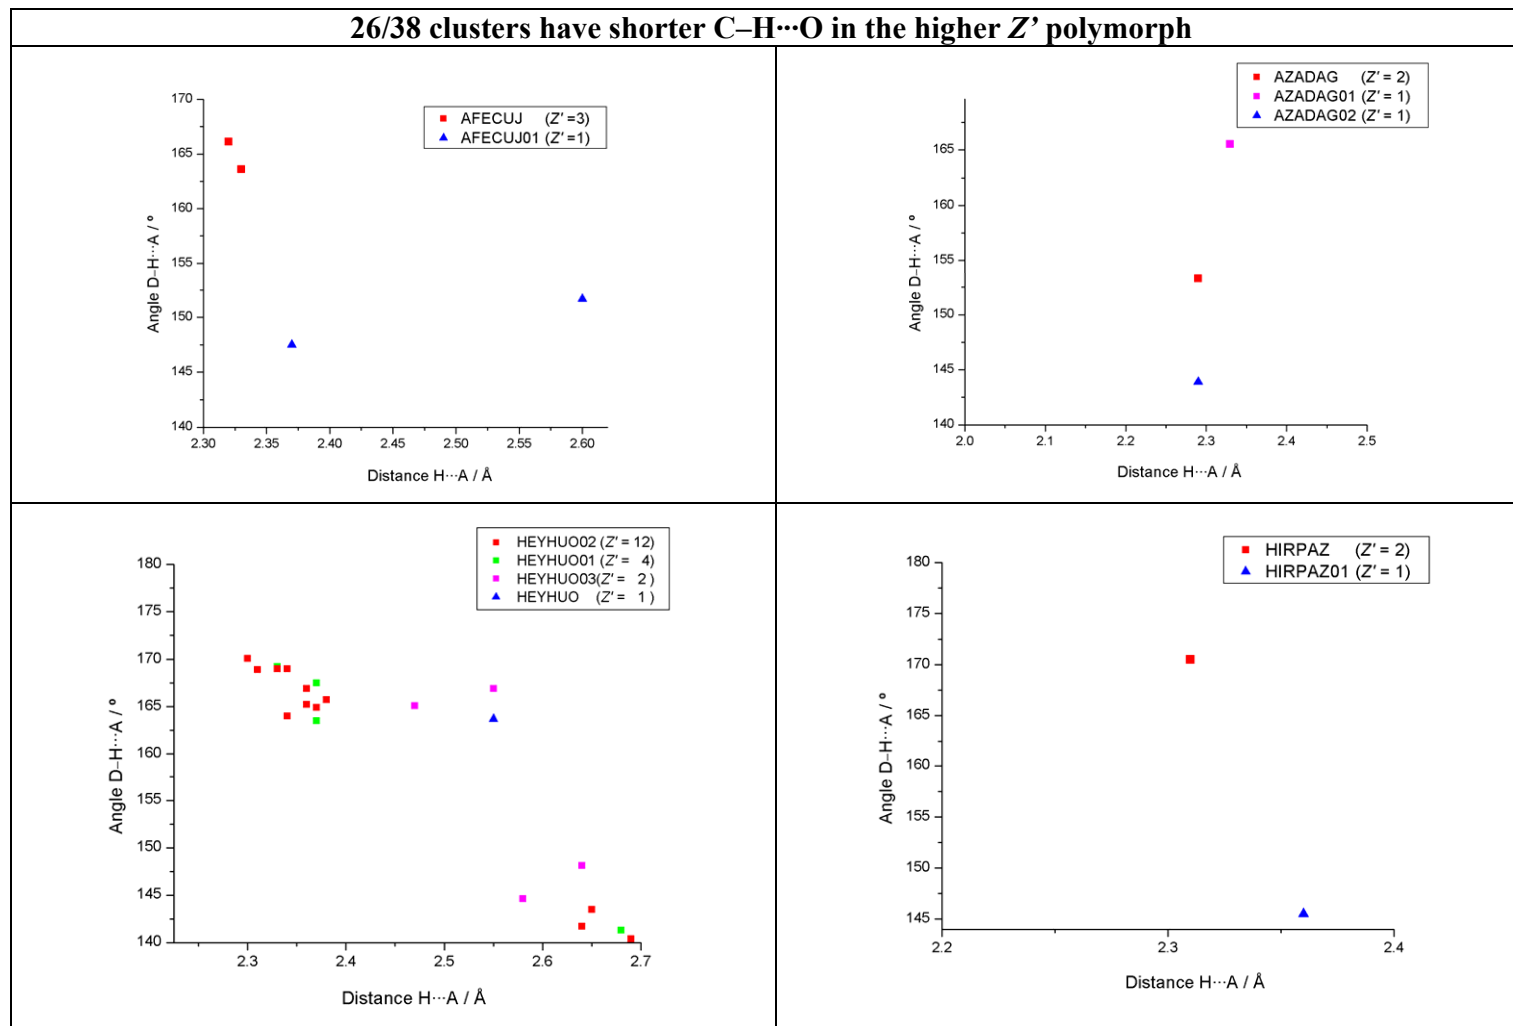 26/38 clusters have shorter C–H···O in the higher Z’ polymorph
AFECUJ (Z' =3)
AFECUJ01 (Z' =1)
170
165
160
155
150
145
140
2.30 2.35 2.40 2.45 2.50 2.55 2.60
Angle D–H···A / º
Distance H···A / Å
AZADAG (Z' = 2)
AZADAG01 (Z' = 1)
AZADAG02 (Z' = 1)
165
160
155
150
145
140
2.0 2.1 2.2 2.3 2.4 2.5
Angle D–H···A / º
Distance H···A / Å
HEYHUO02 (Z' = 12)
HEYHUO01 (Z' = 4)
HEYHUO03(Z' = 2 )
HEYHUO (Z' = 1 )
180
175
170
165
160
155
150
145
140
2.3 2.4 2.5 2.6 2.7
Angle D–H···A / º
Distance H···A / Å
HIRPAZ (Z' = 2)
HIRPAZ01 (Z' = 1)
180
175
170
165
160
155
150
145
2.2 2.3 2.4
Angle D–H···A / º
Distance H···A / Å